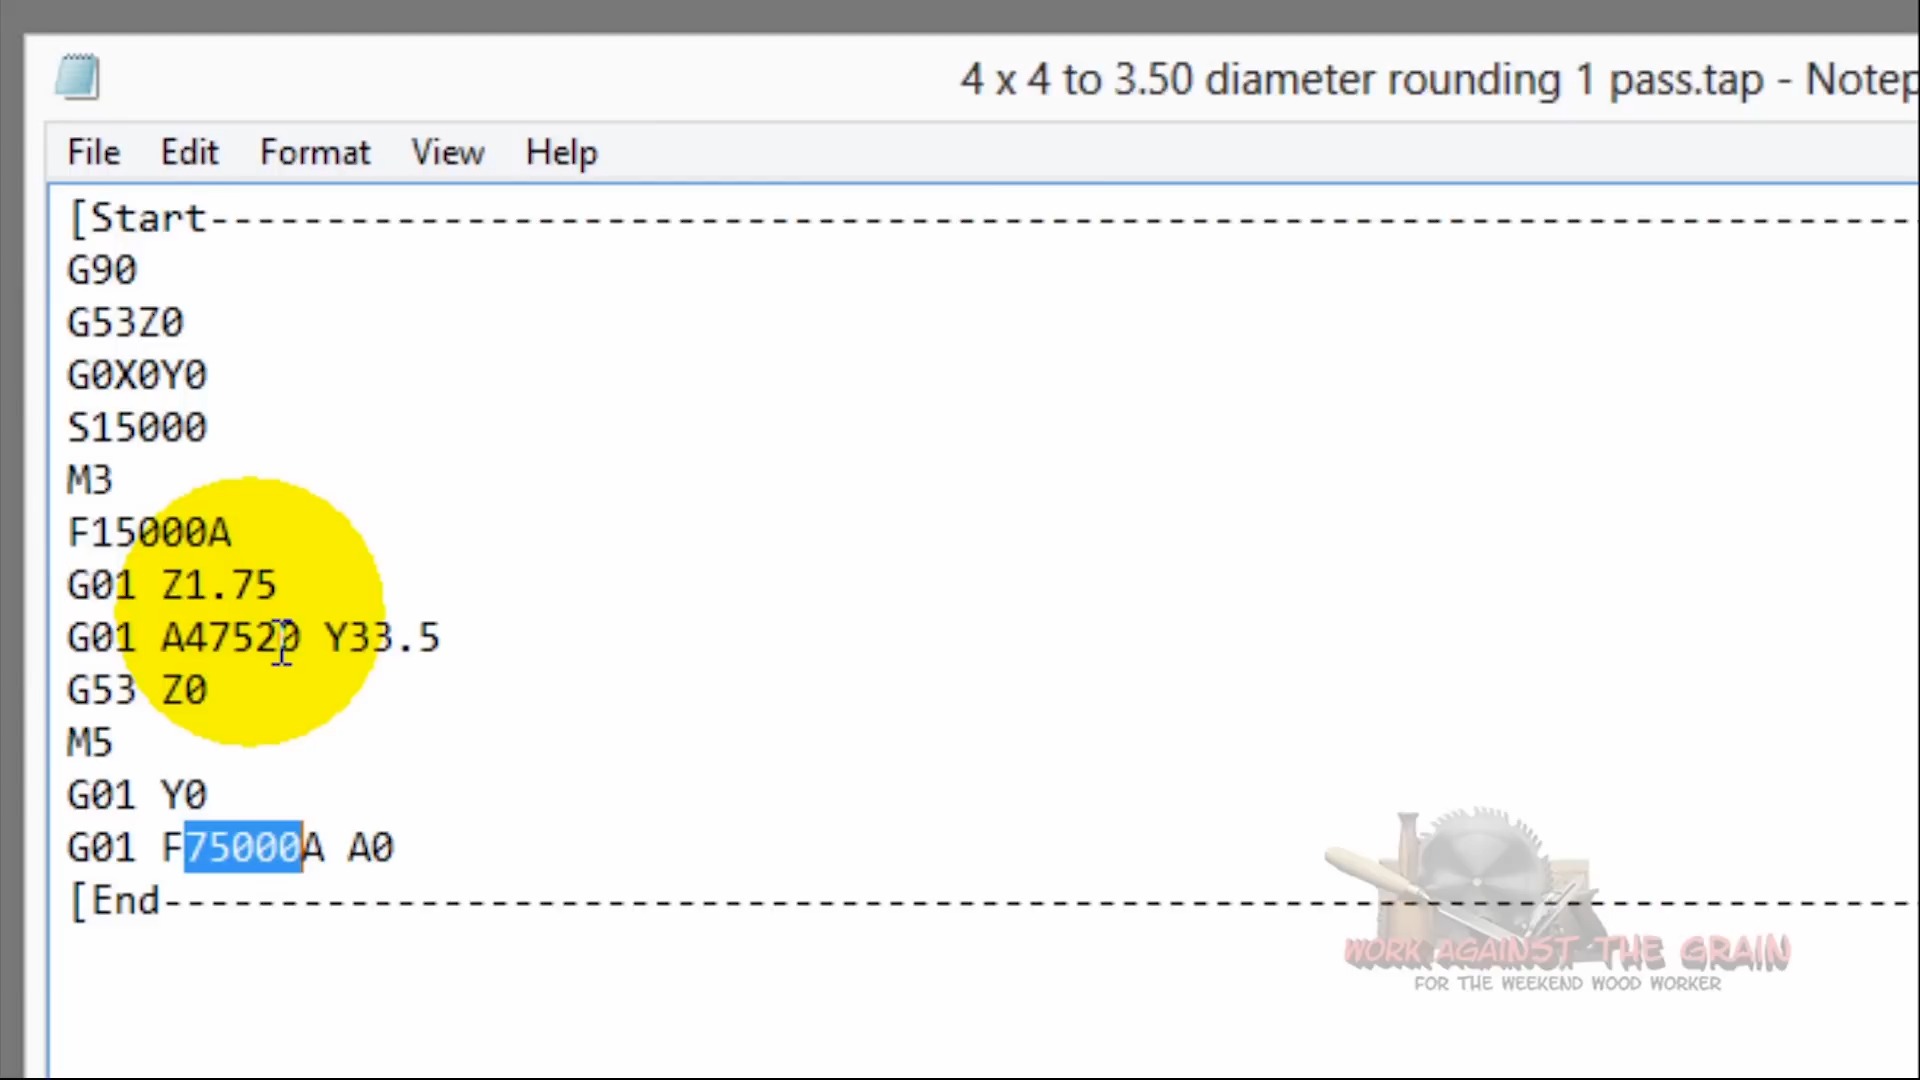 4 x 4 to 3.50 diameter rounding 1 pass.tap - Notep
File Edit Format View Help
[Start--------------------------------------------------------------------------
G90
G53Z0
G0X0Y0
S15000
M3
F15000A
G01 Z1.75
G01 A47520 Y33.5
G53 Z0
M5
G01 Y0
G01 F75000A A0
[End----------------------------------------------------------------------------
WORK AGAINST THE GRAIN
FOR THE WEEKEND WOOD WORKER